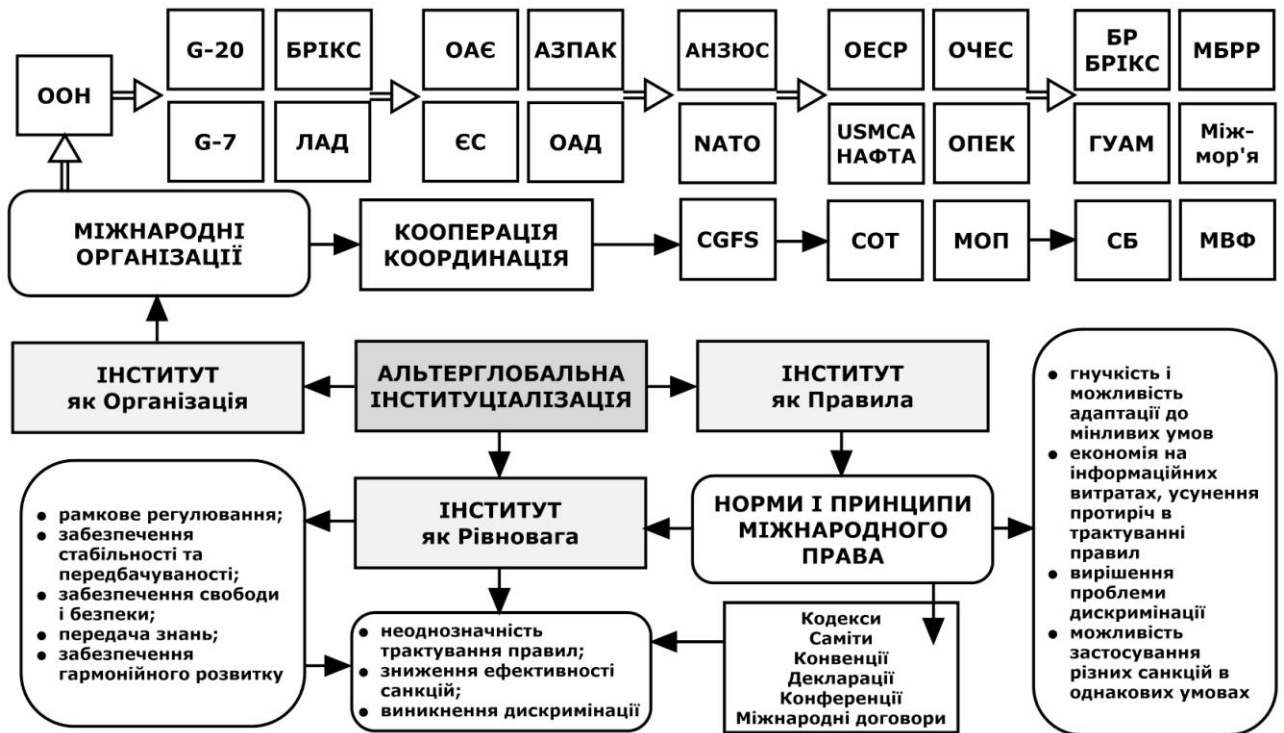 ООН
G-20
БРІКС
G-7
ЛАД
ОАЄ
АЗПАК
ЄС
ОАД
АНЗЮС
NATO
ОЕСР
ОЧЕС
USMCA
НАФТА
ОПЕК
БР
БРІКС
МБРР
ГУАМ
Між-
мор'я
МІЖНАРОДНІ
ОРГАНІЗАЦІЇ
КООПЕРАЦІЯ
КООРДИНАЦІЯ
CGFS
СОТ
МОП
СБ
МВФ
ІНСТИТУТ
як Організація
АЛЬТЕРГЛОБАЛЬНА
ІНСТИТУЦІАЛІЗАЦІЯ
ІНСТИТУТ
як Правила
● гнучкість і
можливість
адаптації до
мінливих умов
● економія на
інформаційних
витратах, усунення
протиріч в
трактуванні
правил
● вирішення
проблеми
дискримінації
● можливість
застосування
різних санкцій в
однакових умовах
● рамкове регулювання;
● забезпечення
стабільності та
передбачуваності;
● забезпечення свободи
і безпеки;
● передача знань;
● забезпечення
гармонійного розвитку
ІНСТИТУТ
як Рівновага
НОРМИ І ПРИНЦИПИ
МІЖНАРОДНОГО
ПРАВА
● неоднозначність
трактування правил;
● зниження ефективності
санкцій;
● виникнення дискримінації
Кодекси
Саміти
Конвенції
Декларації
Конференції
Міжнародні договори